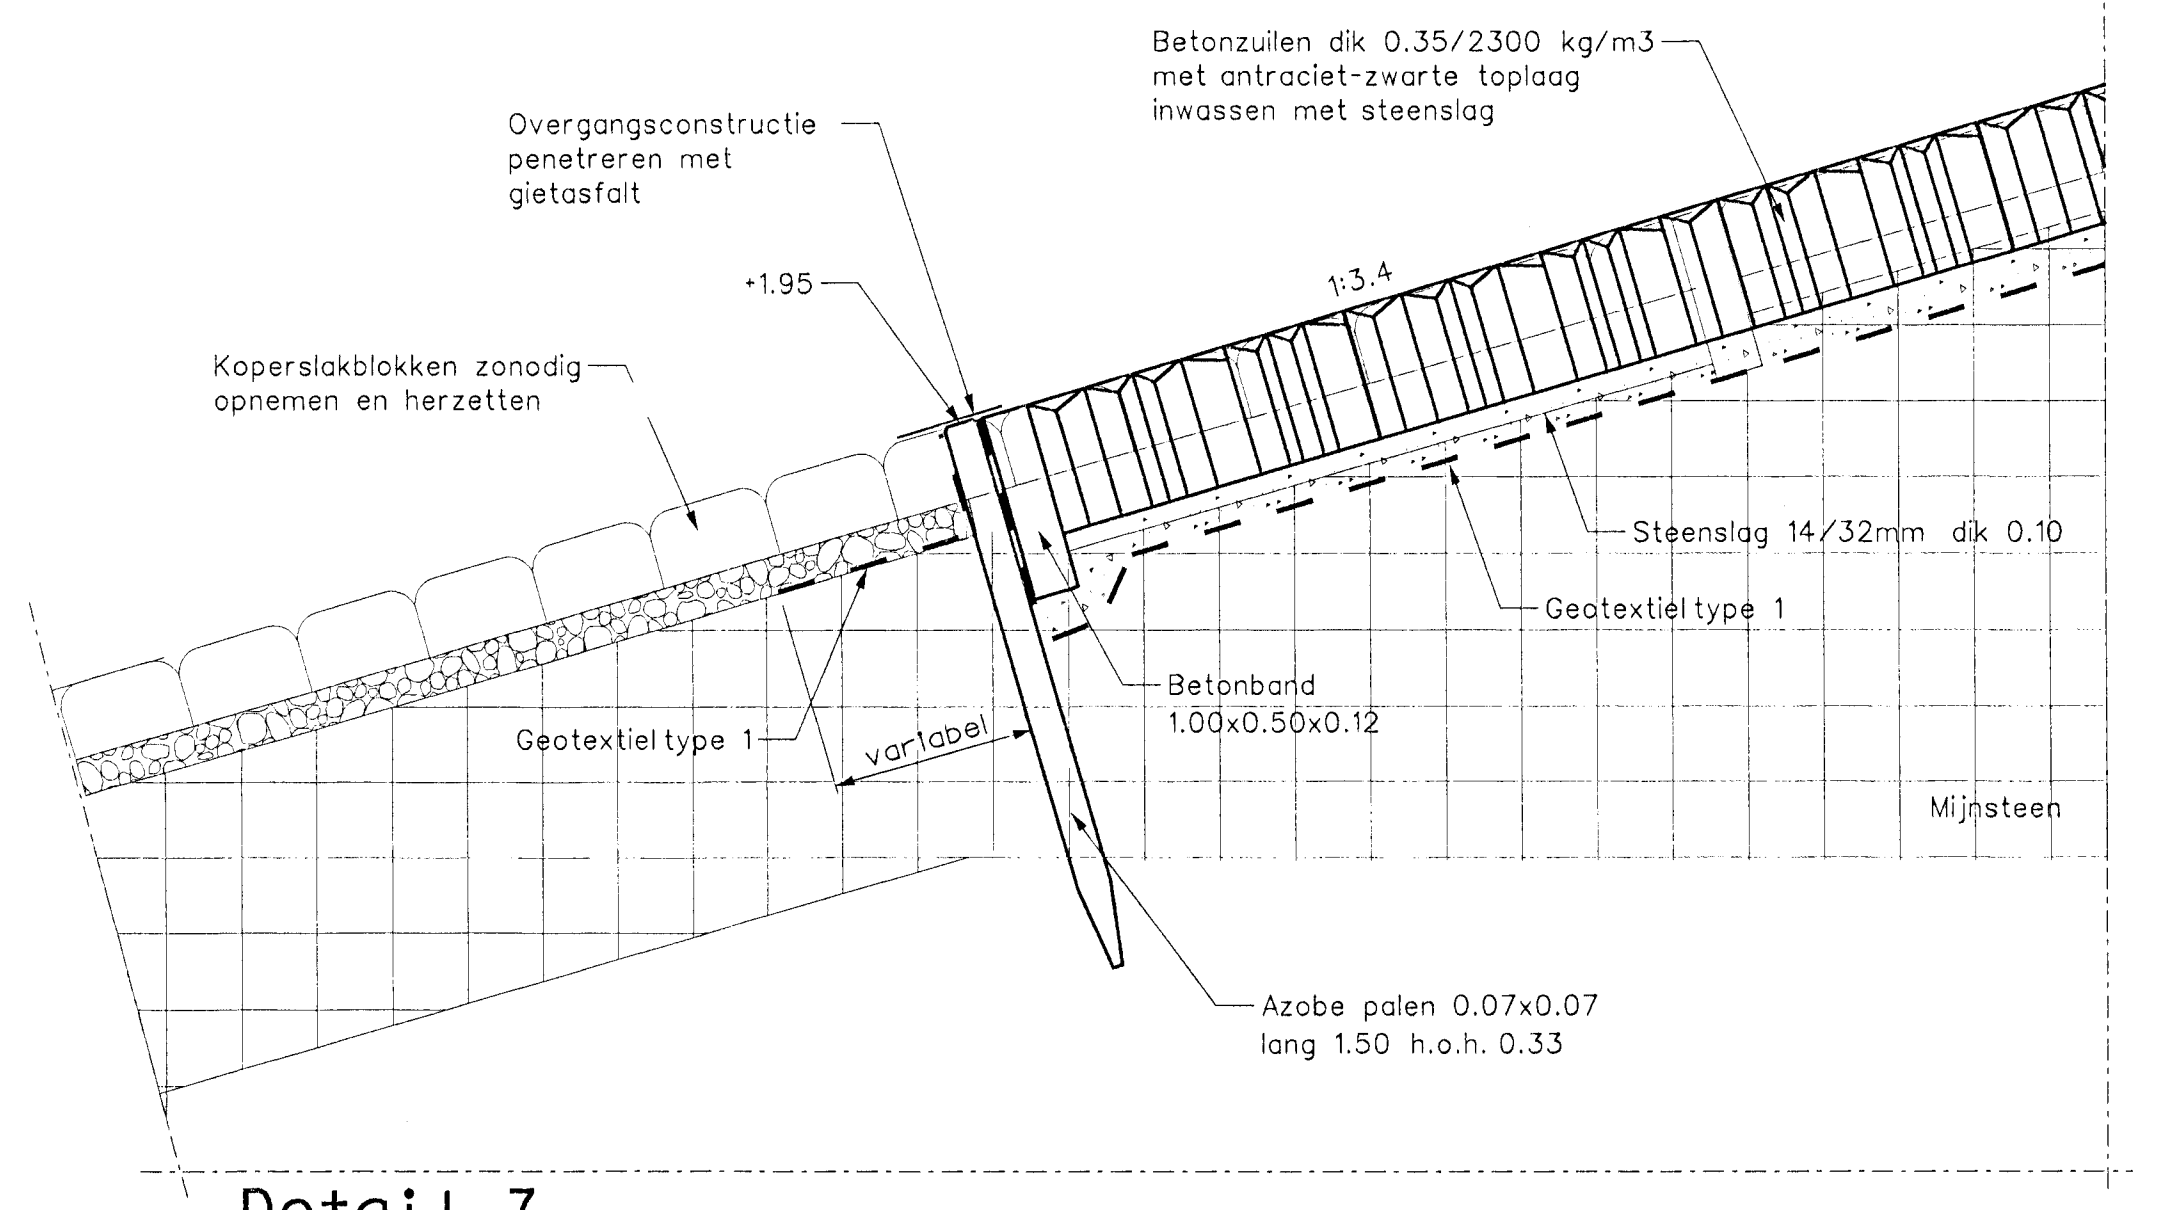 Betonzuilen dik 0.35/2300 kg/m3
met antraciet-zwarte toplaag
inwassen met steenslag
Overgangsconstructie
penetreren met
gietasfalt
+1.95
1:3.4
Koperslakblokken zonodig
opnemen en herzetten
Steenslag 14/32mm dik 0.10
Geotextiel type 1
Betonband
1.00x0.50x0.12
Geotextiel type 1
variabel
Mijnsteen
Azobe palen 0.07x0.07
lang 1.50 h.o.h. 0.33
Detail 7